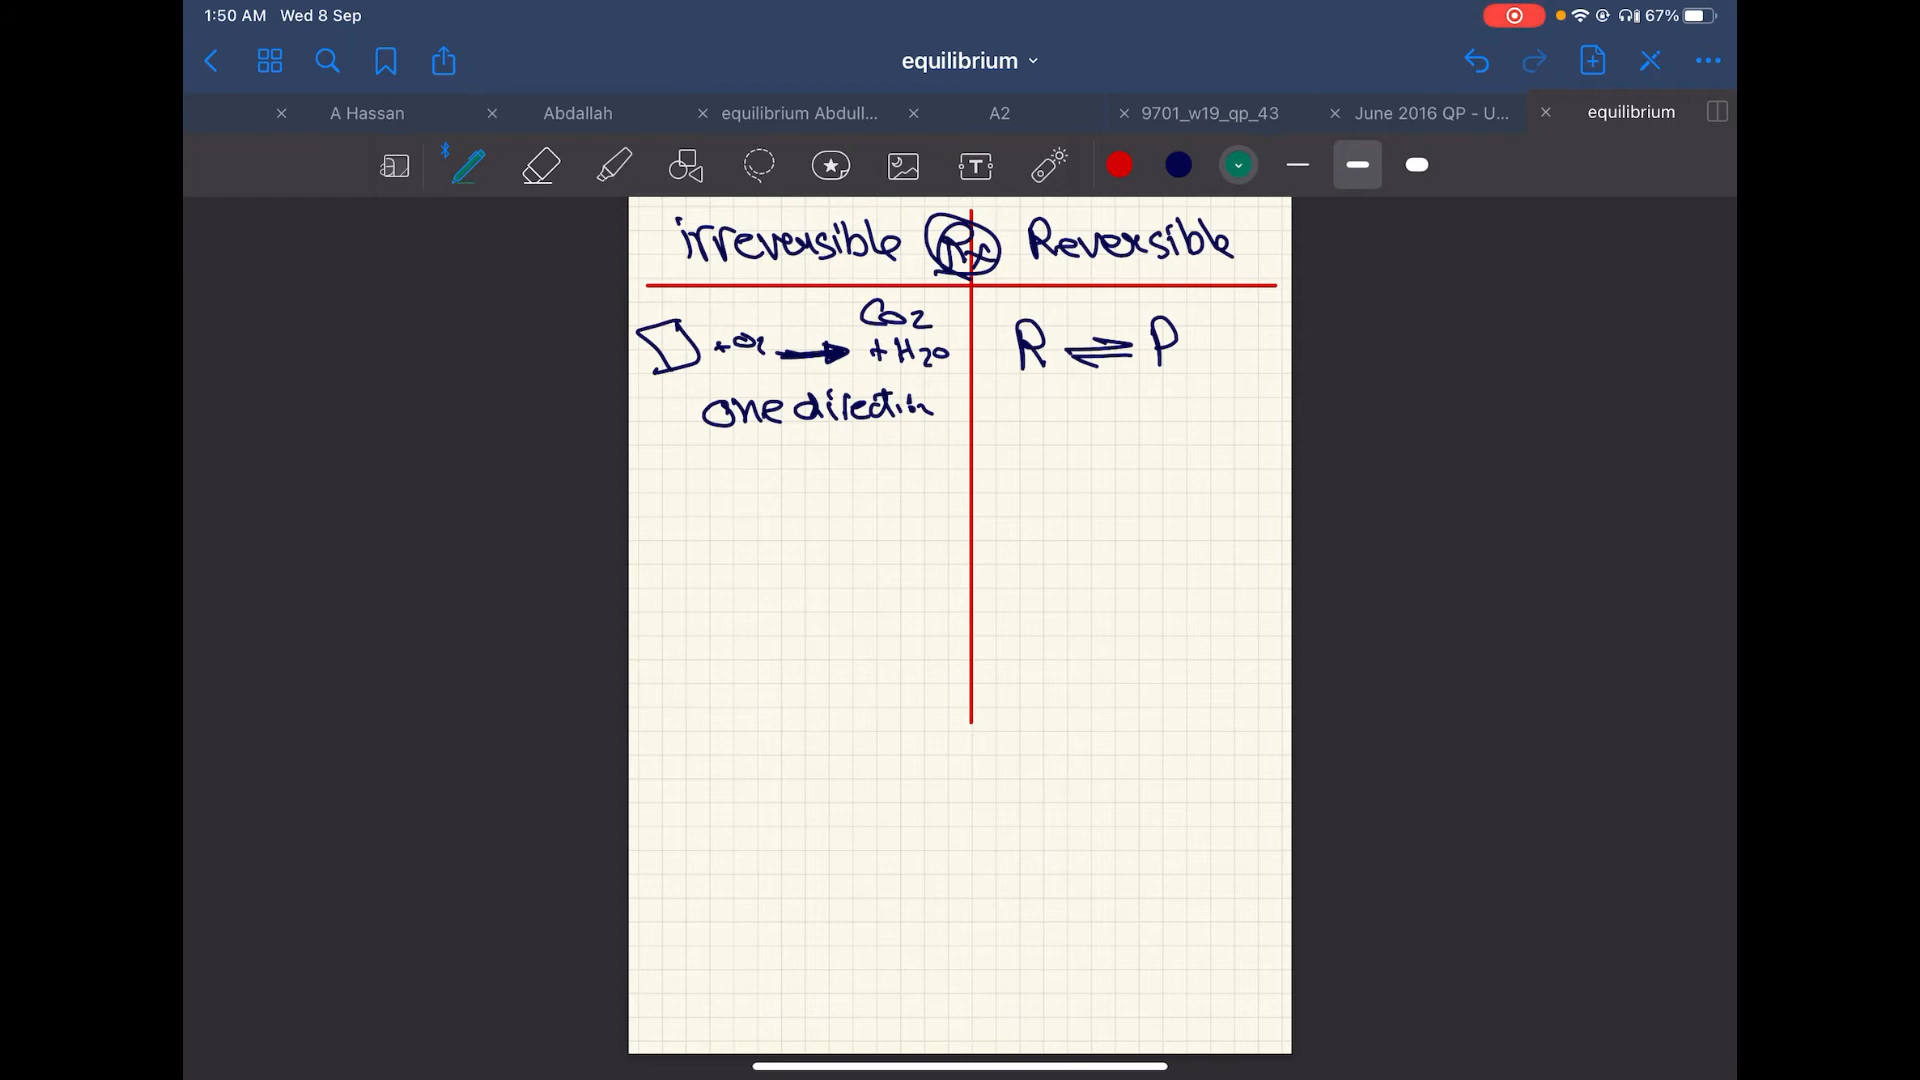 1:50 AM Wed 8 Sep
67%
equilibrium
A Hassan
Abdallah
equilibrium Abdull...
A2
9701_w19_qp_43
June 2016 QP - U...
equilibrium
irreversible Rx Reversible
+O2 → CO2 + H2O
R ⇌ P
one direction